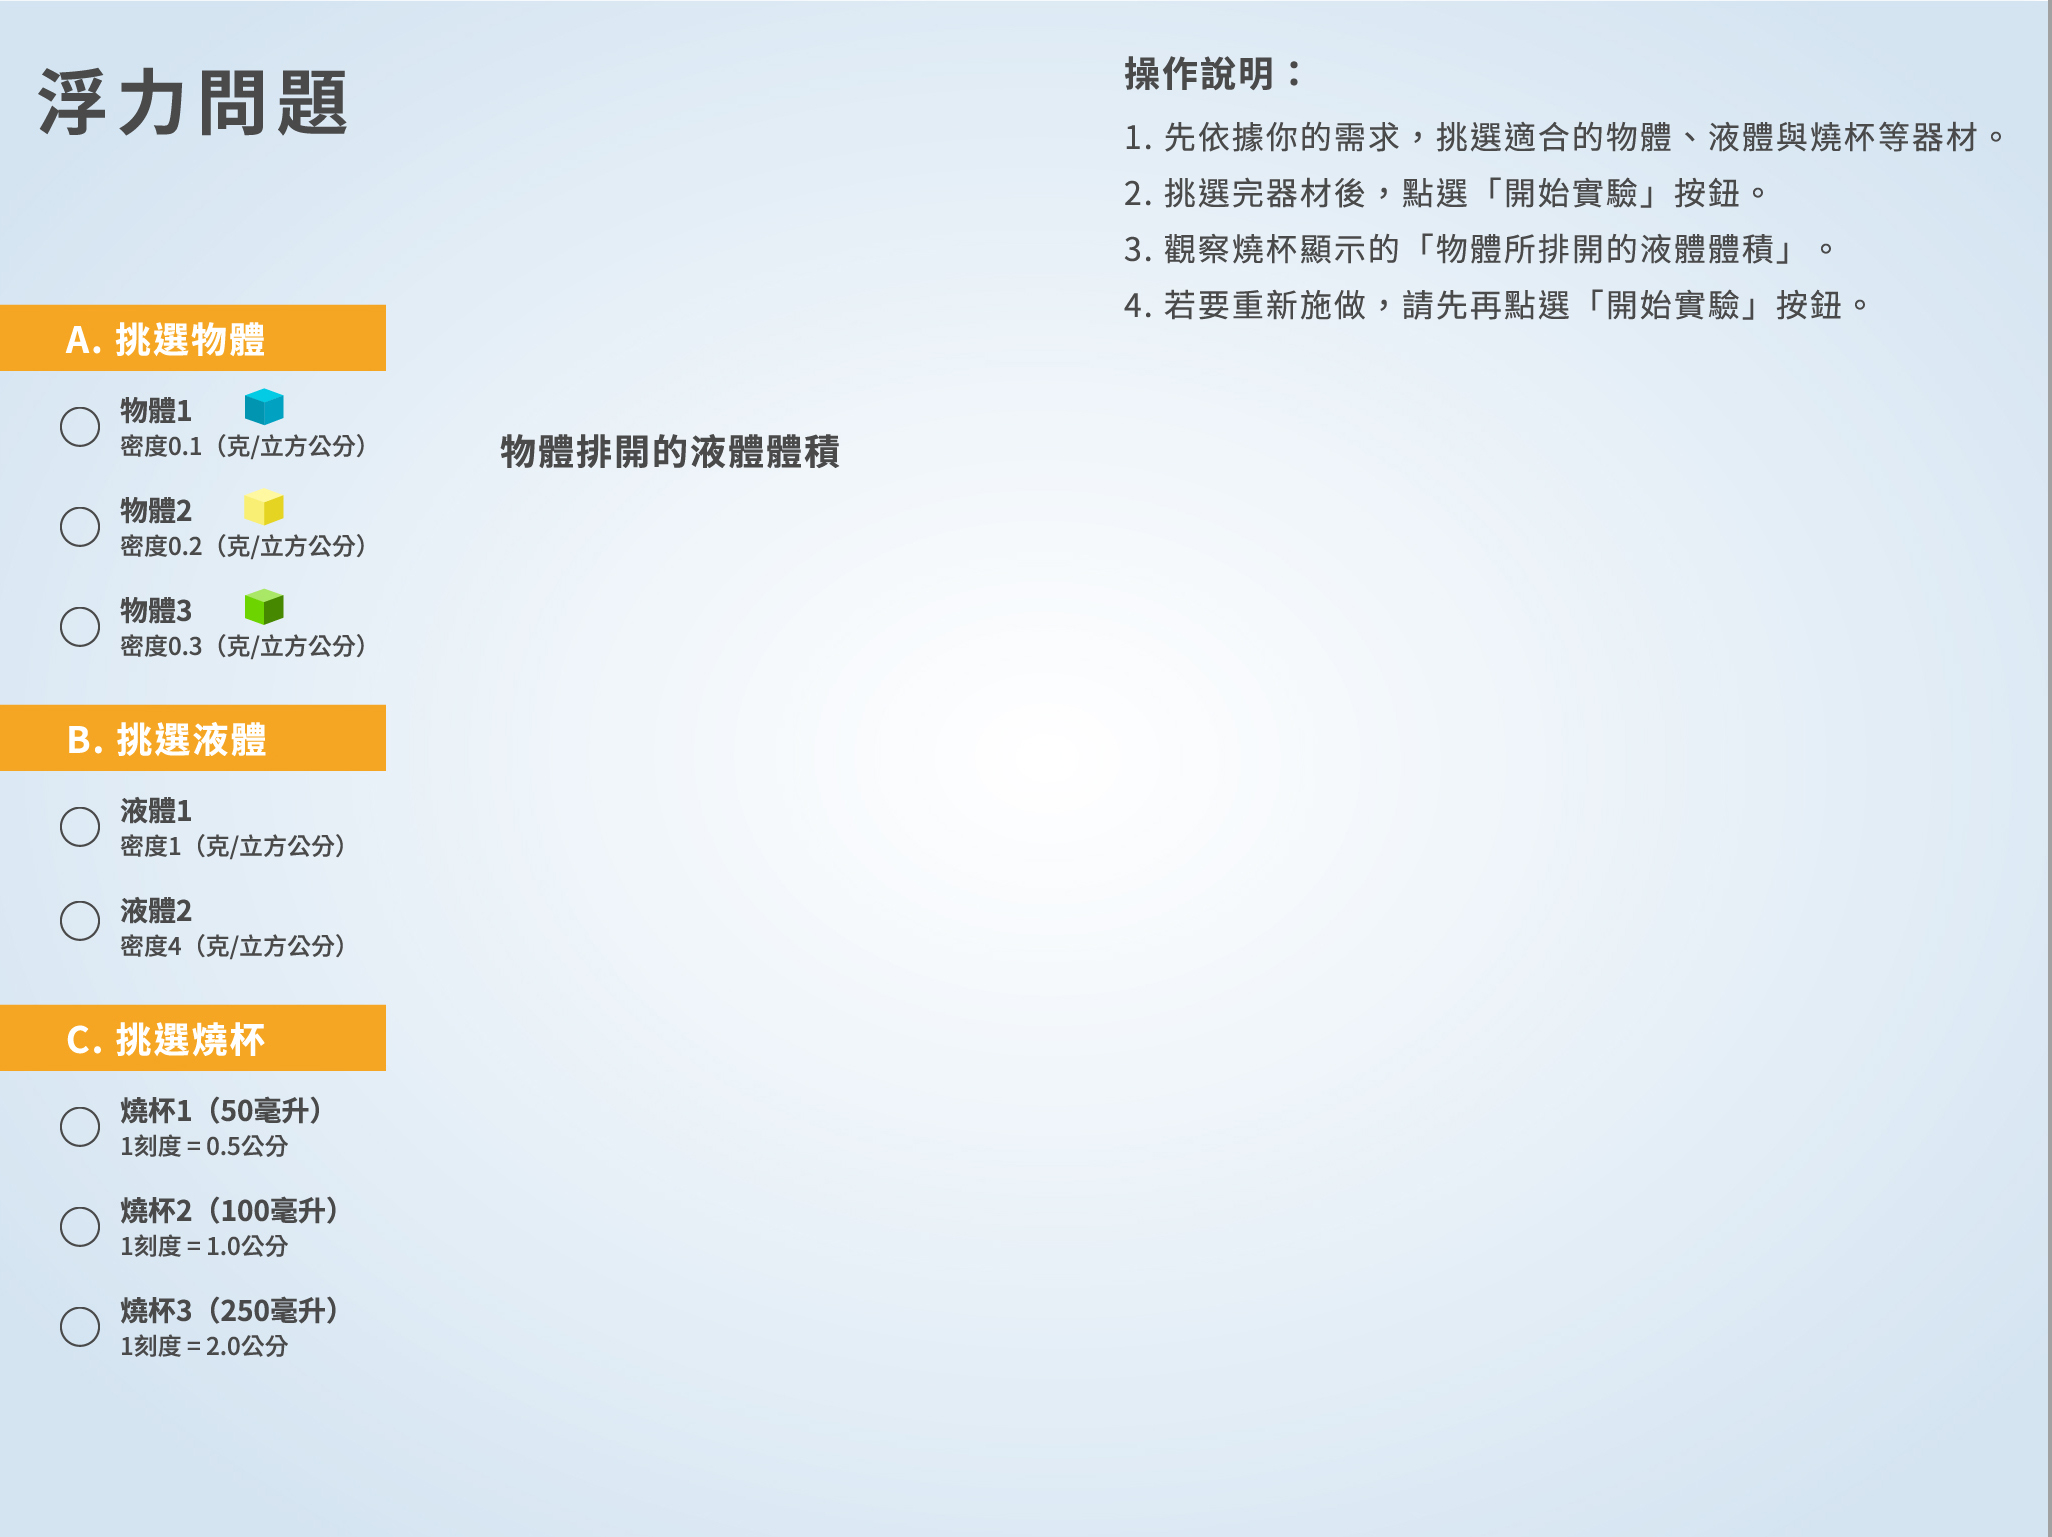 浮力問題
操作說明：
1. 先依據你的需求，挑選適合的物體、液體與燒杯等器材。
2. 挑選完器材後，點選「開始實驗」按鈕。
3. 觀察燒杯顯示的「物體所排開的液體體積」。
4. 若要重新施做，請先再點選「開始實驗」按鈕。
A. 挑選物體
物體1
密度0.1（克/立方公分）
物體2
密度0.2（克/立方公分）
物體3
密度0.3（克/立方公分）
物體排開的液體體積
B. 挑選液體
液體1
密度1（克/立方公分）
液體2
密度4（克/立方公分）
C. 挑選燒杯
燒杯1（50毫升）
1刻度 = 0.5公分
燒杯2（100毫升）
1刻度 = 1.0公分
燒杯3（250毫升）
1刻度 = 2.0公分